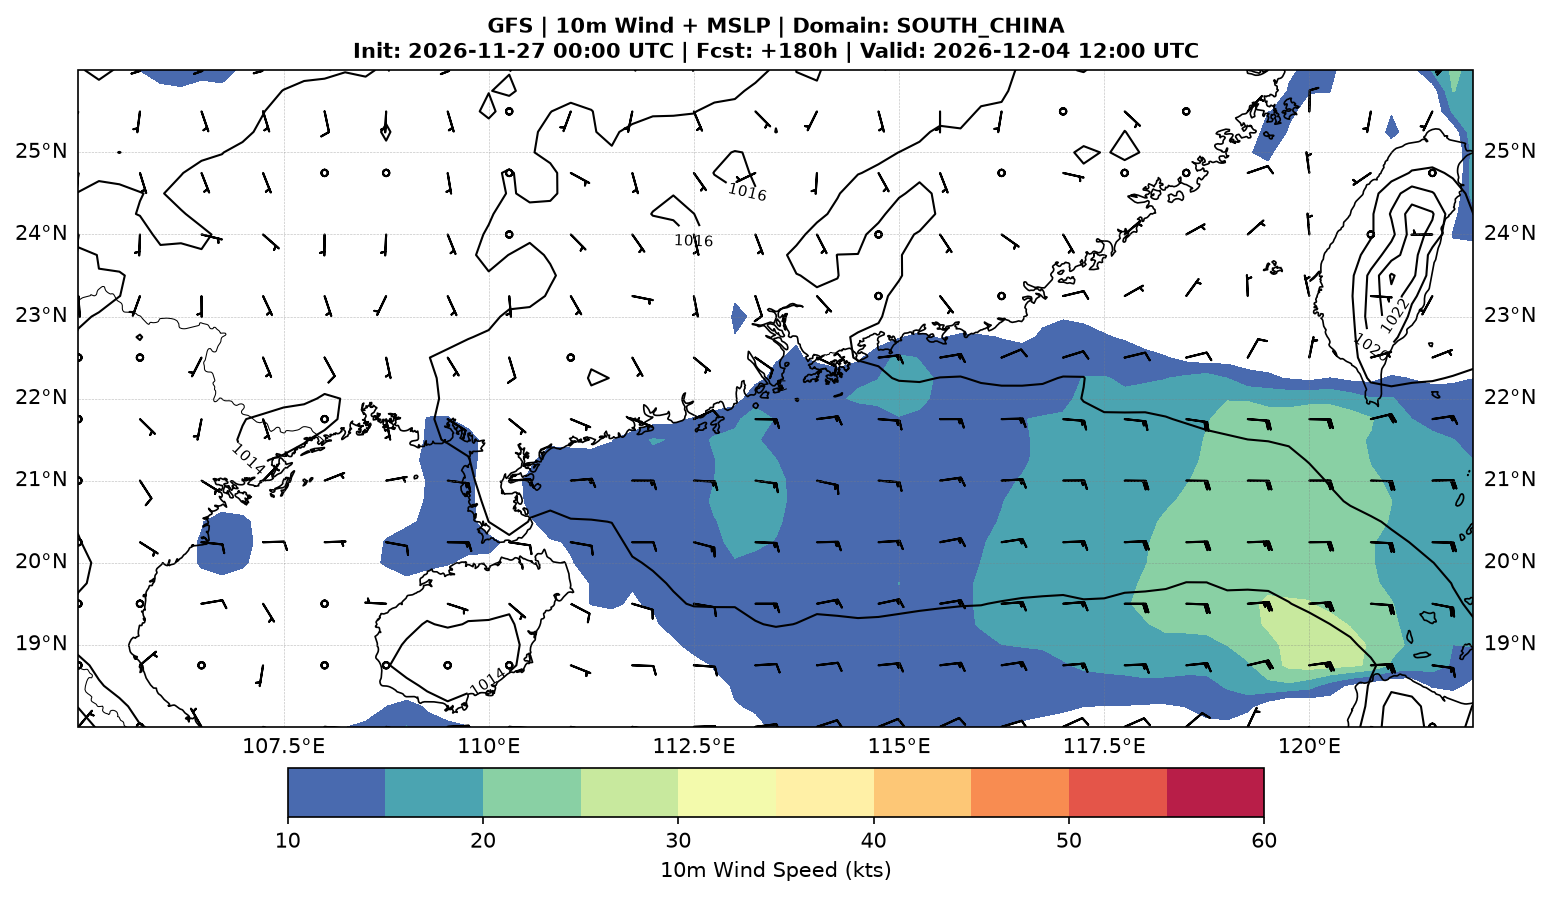 GFS | 10m Wind + MSLP | Domain: SOUTH_CHINA
Init: 2026-11-27 00:00 UTC | Fcst: +180h | Valid: 2026-12-04 12:00 UTC
25°N
25°N
1016
24°N
1016
24°N
23°N
1022
23°N
1020
22°N
22°N
1014
21°N
21°N
20°N
20°N
19°N
19°N
1014
107.5°E 110°E 112.5°E 115°E 117.5°E 120°E
10 20 30 40 50 60
10m Wind Speed (kts)